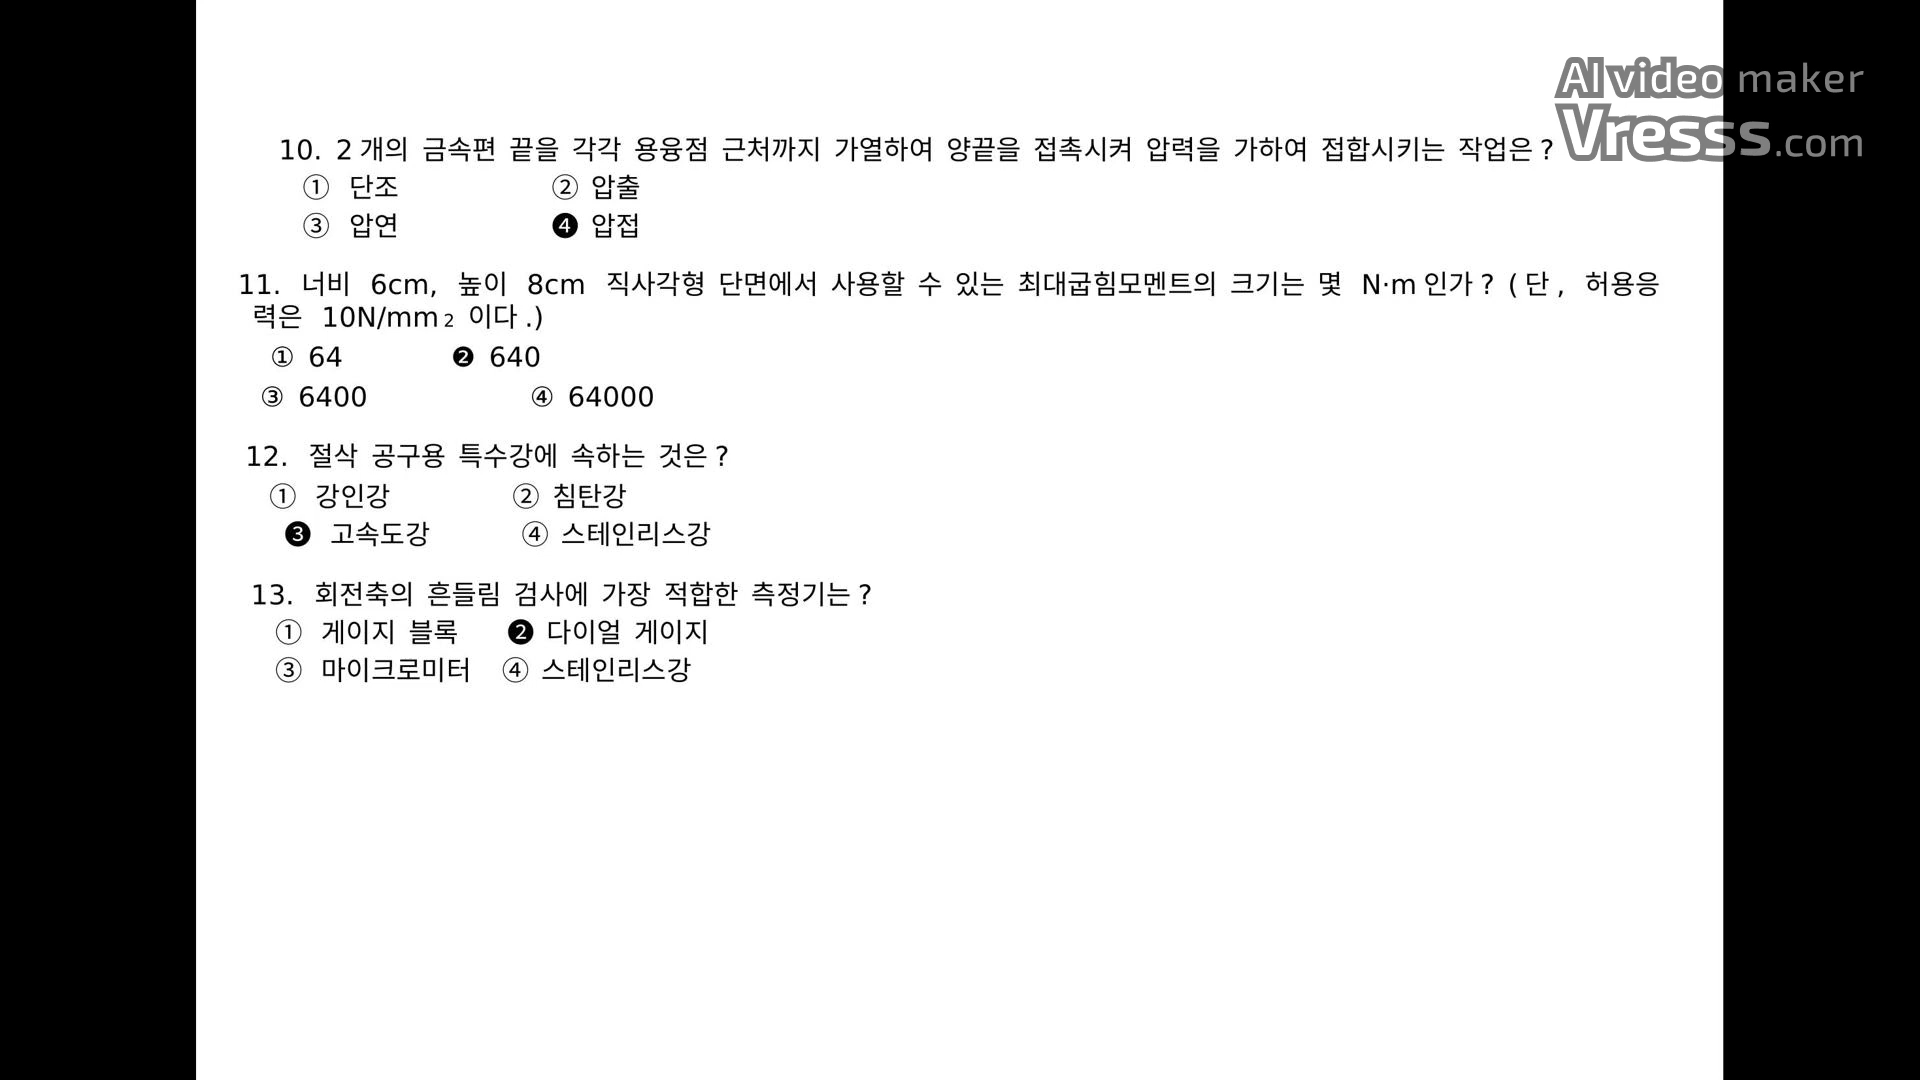 AI video maker
Vresss.com
10. 2개의 금속편 끝을 각각 용융점 근처까지 가열하여 양끝을 접촉시켜 압력을 가하여 접합시키는 작업은?
① 단조 ② 압출
③ 압연 ❹ 압접
11. 너비 6cm, 높이 8cm 직사각형 단면에서 사용할 수 있는 최대굽힘모멘트의 크기는 몇 N·m인가? (단, 허용응
력은 10N/mm2 이다.)
① 64 ❷ 640
③ 6400 ④ 64000
12. 절삭 공구용 특수강에 속하는 것은?
① 강인강 ② 침탄강
❸ 고속도강 ④ 스테인리스강
13. 회전축의 흔들림 검사에 가장 적합한 측정기는?
① 게이지 블록 ❷ 다이얼 게이지
③ 마이크로미터 ④ 스테인리스강